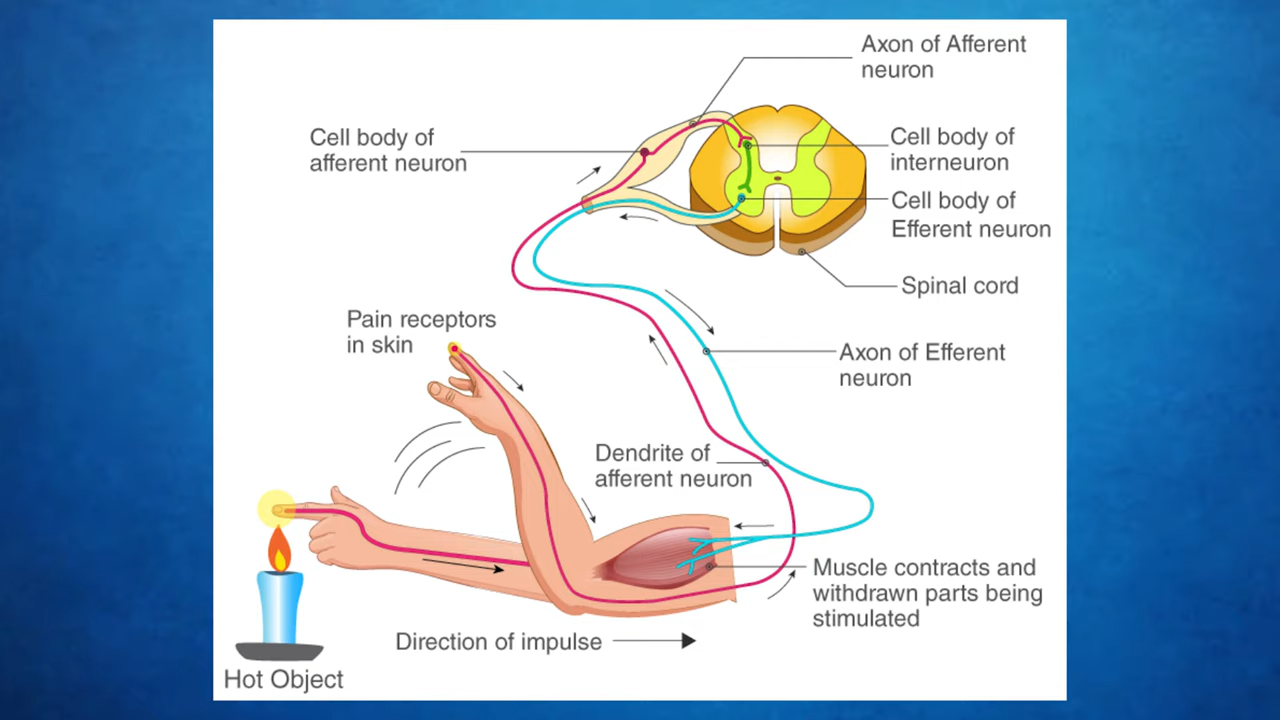 Axon of Afferent
neuron
Cell body of
afferent neuron
Cell body of
interneuron
Cell body of
Efferent neuron
Spinal cord
Pain receptors
in skin
Axon of Efferent
neuron
Dendrite of
afferent neuron
Muscle contracts and
withdrawn parts being
stimulated
Direction of impulse
Hot Object